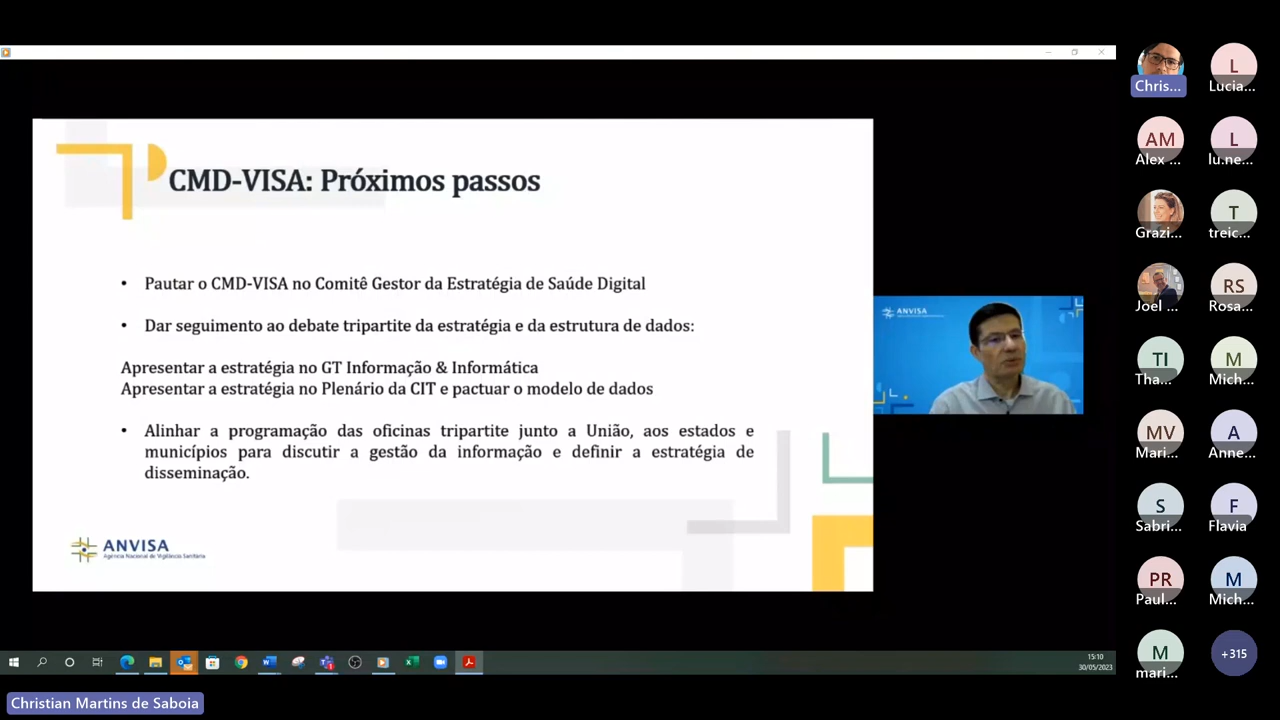 CMD-VISA: Próximos passos
• Pautar o CMD-VISA no Comitê Gestor da Estratégia de Saúde Digital
• Dar seguimento ao debate tripartite da estratégia e da estrutura de dados:
Apresentar a estratégia no GT Informação & Informática
Apresentar a estratégia no Plenário da CIT e pactuar o modelo de dados
• Alinhar a programação das oficinas tripartite junto a União, aos estados e
municípios para discutir a gestão da informação e definir a estratégia de
disseminação.
ANVISA
Agência Nacional de Vigilância Sanitária
ANVISA
Chris...
L
Lucia...
AM
Alex ...
L
lu.ne...
Grazi...
T
treic...
Joel ...
RS
Rosa...
TI
Tha...
M
Mich...
MV
Mari...
A
Anne...
S
Sabri...
F
Flavia
PR
Paul...
M
Mich...
M
mari...
+315
15:10
30/05/2023
Christian Martins de Saboia